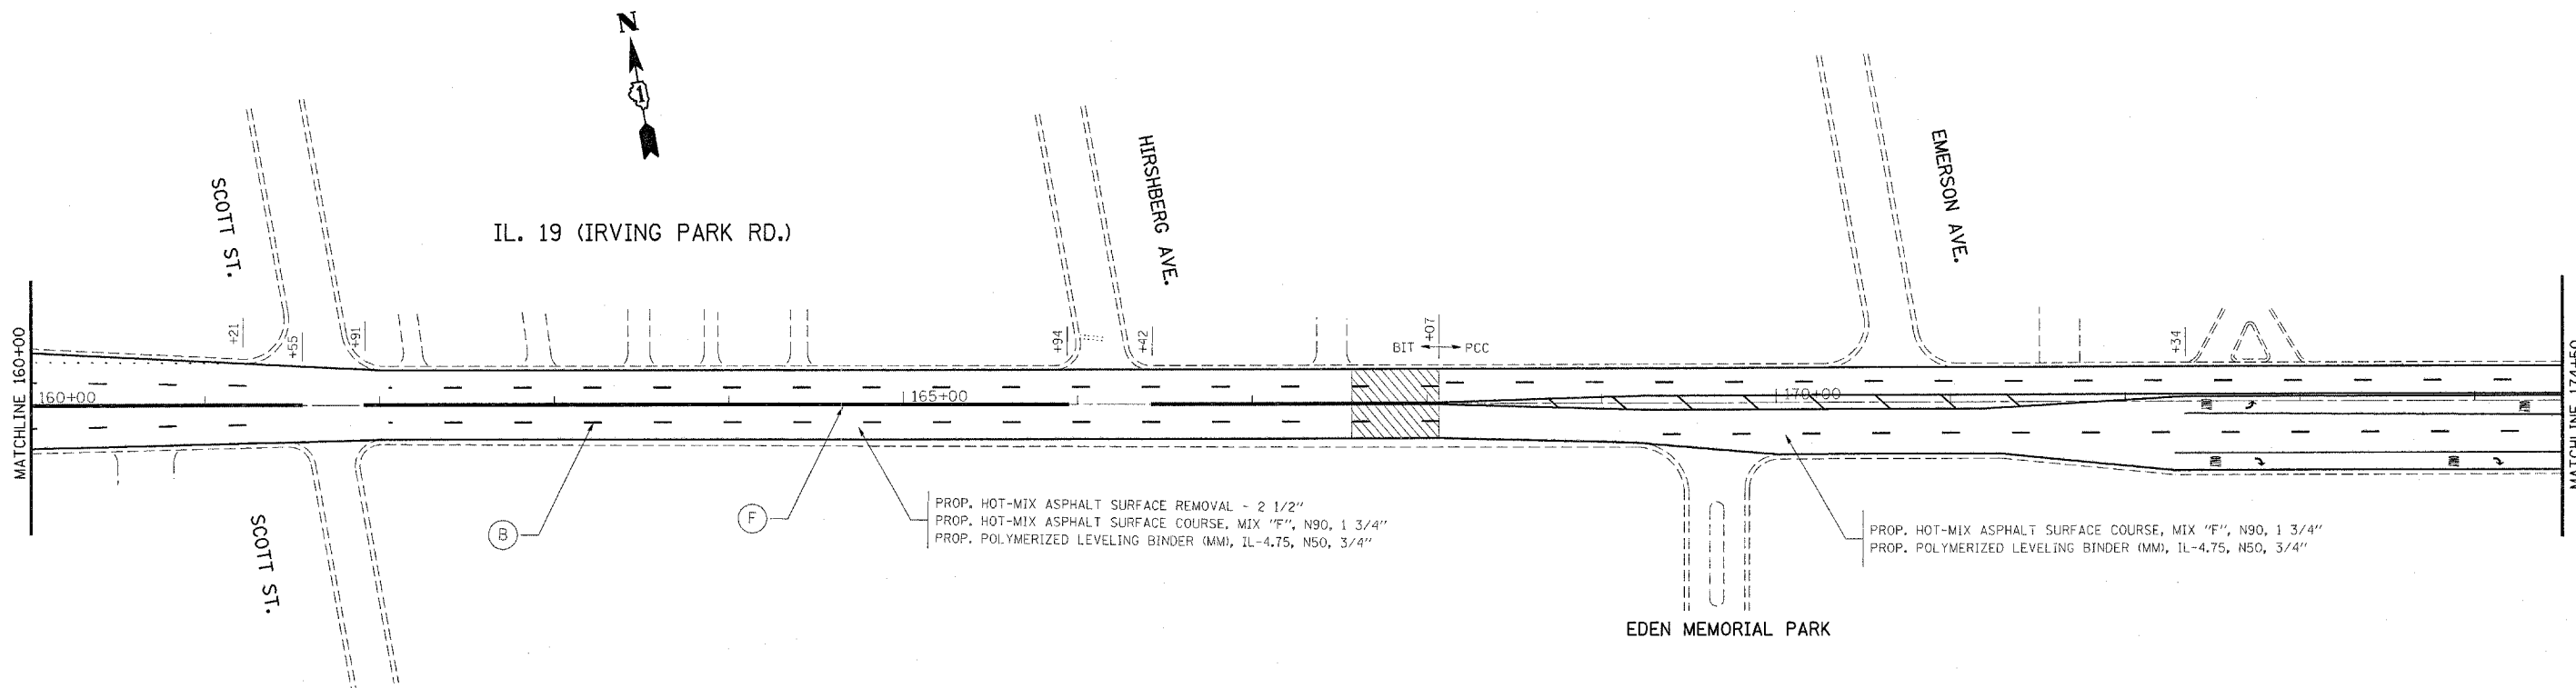 N
1
SCOTT ST.
IL. 19 (IRVING PARK RD.)
HIRSHBERG AVE.
EMERSON AVE.
MATCHLINE 160+00
+21
+55
+91
+94
+42
+07
BIT
PCC
+34
160+00
165+00
170+00
MATCHLINE 174+50
B
F
PROP. HOT-MIX ASPHALT SURFACE REMOVAL - 2 1/2"
PROP. HOT-MIX ASPHALT SURFACE COURSE, MIX "F", N90, 1 3/4"
PROP. POLYMERIZED LEVELING BINDER (MM), IL-4.75, N50, 3/4"
PROP. HOT-MIX ASPHALT SURFACE COURSE, MIX "F", N90, 1 3/4"
PROP. POLYMERIZED LEVELING BINDER (MM), IL-4.75, N50, 3/4"
SCOTT ST.
EDEN MEMORIAL PARK